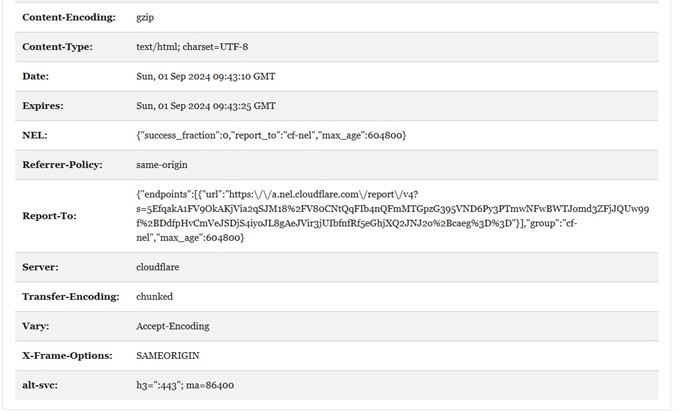 Content-Encoding: gzip
Content-Type: text/html; charset=UTF-8
Date: Sun, 01 Sep 2024 09:43:10 GMT
Expires: Sun, 01 Sep 2024 09:43:25 GMT
NEL: {"success_fraction":0,"report_to":"cf-nel","max_age":604800}
Referrer-Policy: same-origin
Report-To: {"endpoints":[{"url":"https:\/\/a.nel.cloudflare.com\/report\/v4?
s=5EfqakA1FV9OkAKjVia2qSJM18%2FV80CNtQqFIb4nQFmMTGpzG395VND6Py3PTmwNFwBWTJomd3ZFjJQUw99
f%2BDdfpHvCmVeJSDjS4iyoJL8gAeJVir3jUIbfnfRf5eGhjXQ2JNJ2o%2Bcaeg%3D%3D"}],"group":"cf-
nel","max_age":604800}
Server: cloudflare
Transfer-Encoding: chunked
Vary: Accept-Encoding
X-Frame-Options: SAMEORIGIN
alt-svc: h3=":443"; ma=86400